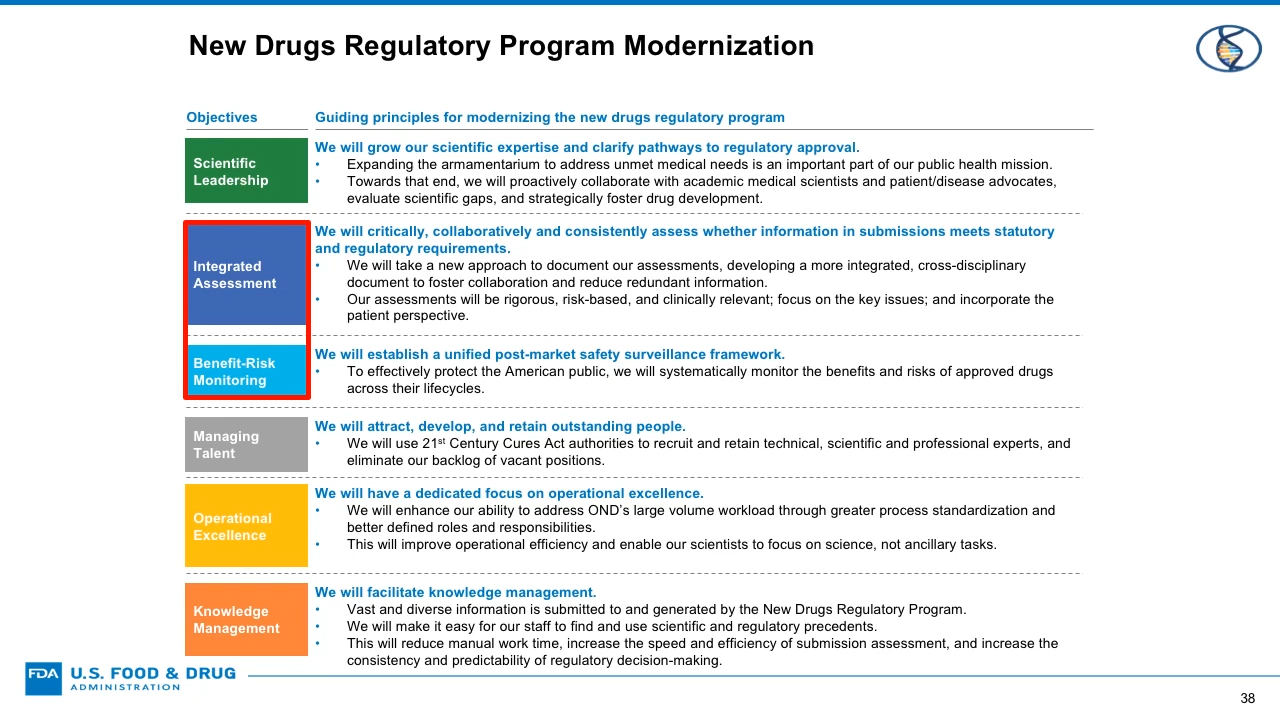 New Drugs Regulatory Program Modernization
Objectives
Guiding principles for modernizing the new drugs regulatory program
Scientific
Leadership
We will grow our scientific expertise and clarify pathways to regulatory approval.
• Expanding the armamentarium to address unmet medical needs is an important part of our public health mission.
• Towards that end, we will proactively collaborate with academic medical scientists and patient/disease advocates,
evaluate scientific gaps, and strategically foster drug development.
Integrated
Assessment
We will critically, collaboratively and consistently assess whether information in submissions meets statutory
and regulatory requirements.
• We will take a new approach to document our assessments, developing a more integrated, cross-disciplinary
document to foster collaboration and reduce redundant information.
• Our assessments will be rigorous, risk-based, and clinically relevant; focus on the key issues; and incorporate the
patient perspective.
Benefit-Risk
Monitoring
We will establish a unified post-market safety surveillance framework.
• To effectively protect the American public, we will systematically monitor the benefits and risks of approved drugs
across their lifecycles.
Managing
Talent
We will attract, develop, and retain outstanding people.
• We will use 21st Century Cures Act authorities to recruit and retain technical, scientific and professional experts, and
eliminate our backlog of vacant positions.
Operational
Excellence
We will have a dedicated focus on operational excellence.
• We will enhance our ability to address OND's large volume workload through greater process standardization and
better defined roles and responsibilities.
• This will improve operational efficiency and enable our scientists to focus on science, not ancillary tasks.
Knowledge
Management
We will facilitate knowledge management.
• Vast and diverse information is submitted to and generated by the New Drugs Regulatory Program.
• We will make it easy for our staff to find and use scientific and regulatory precedents.
• This will reduce manual work time, increase the speed and efficiency of submission assessment, and increase the
consistency and predictability of regulatory decision-making.
FDA
U.S. FOOD & DRUG
ADMINISTRATION
38